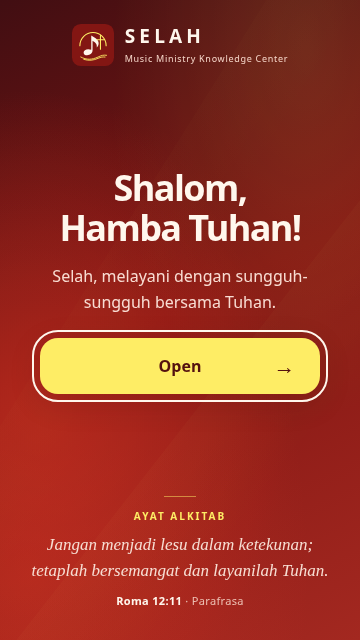 SELAH
Music Ministry Knowledge Center
Shalom,
Hamba Tuhan!
Selah, melayani dengan sungguh-
sungguh bersama Tuhan.
Open →
AYAT ALKITAB
Jangan menjadi lesu dalam ketekunan;
tetaplah bersemangat dan layanilah Tuhan.
Roma 12:11 · Parafrasa